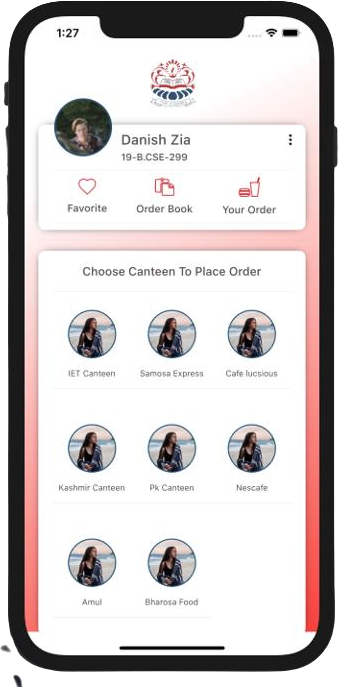 1:27
Danish Zia
19-B.CSE-299
Favorite Order Book Your Order
Choose Canteen To Place Order
IET Canteen Samosa Express Cafe lucsious
Kashmir Canteen Pk Canteen Nescafe
Amul Bharosa Food